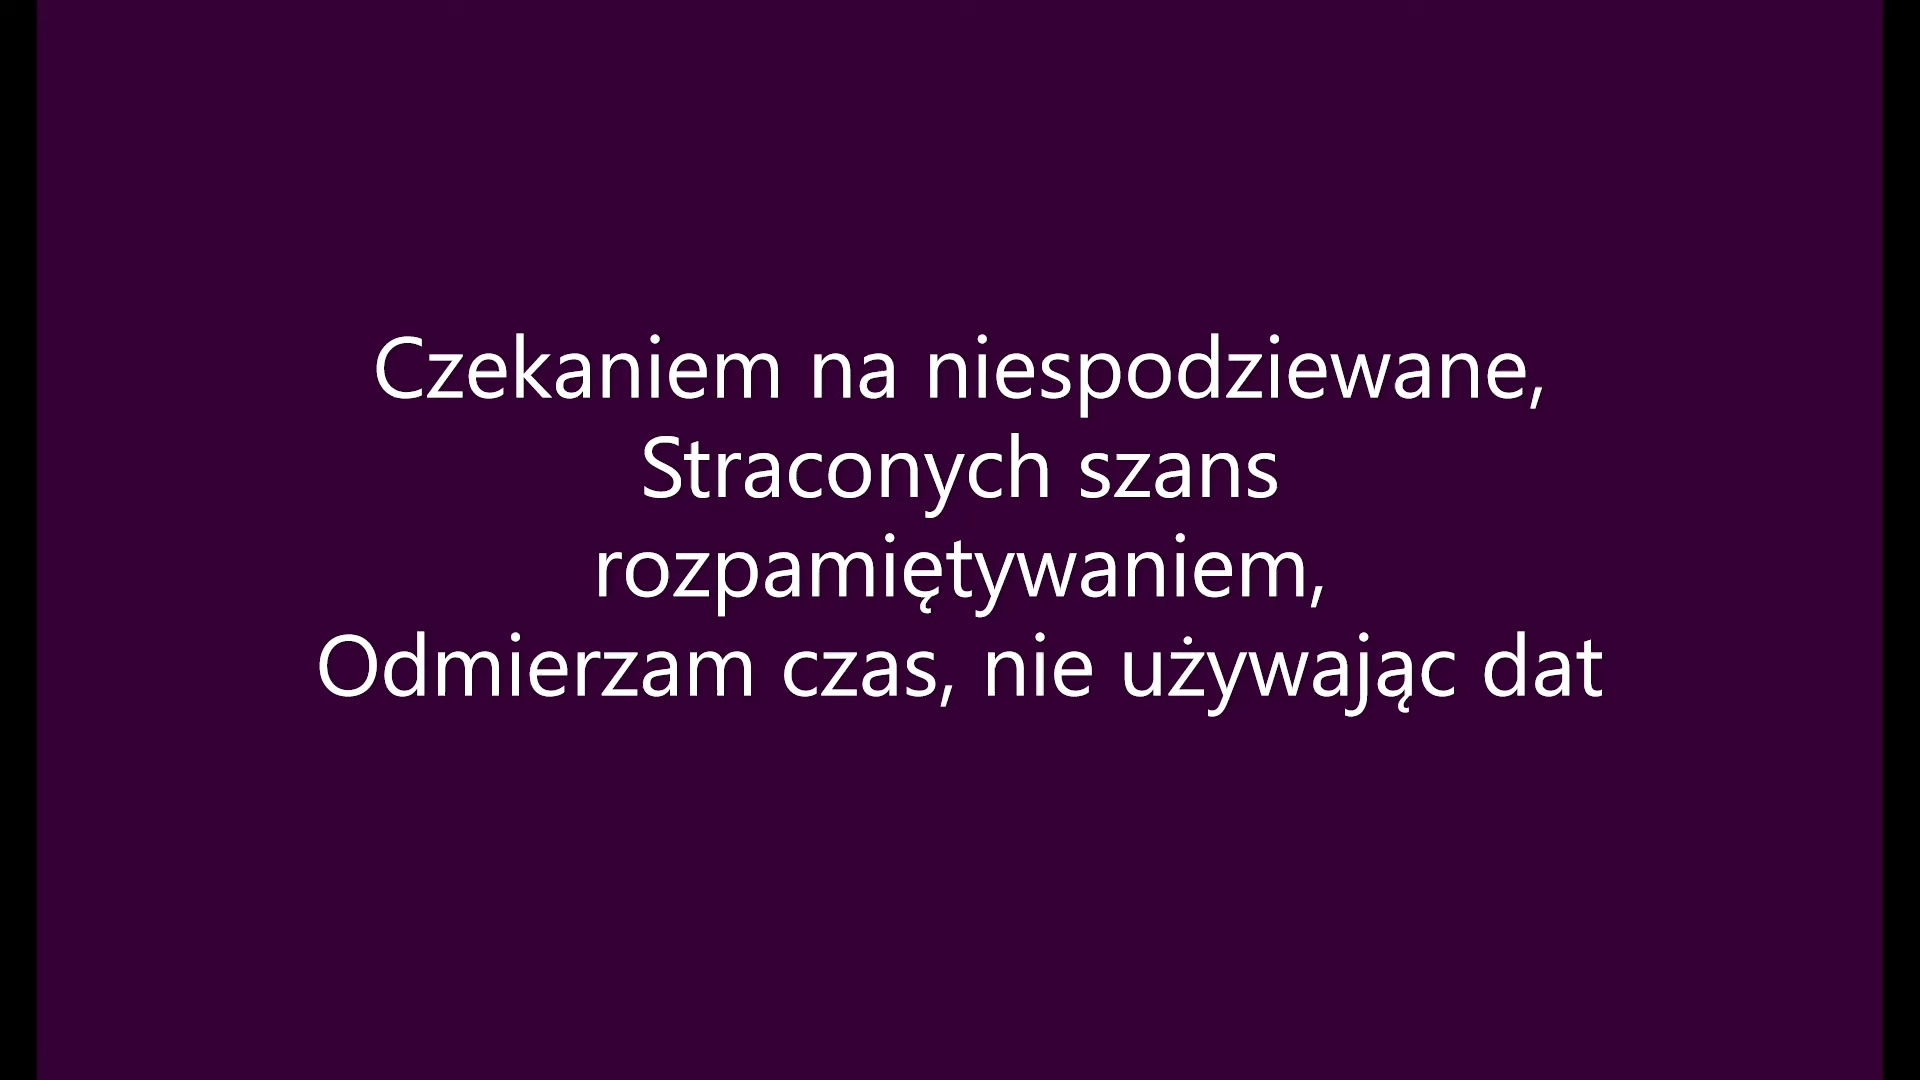 Czekaniem na niespodziewane,
Straconych szans
rozpamiętywaniem,
Odmierzam czas, nie używając dat